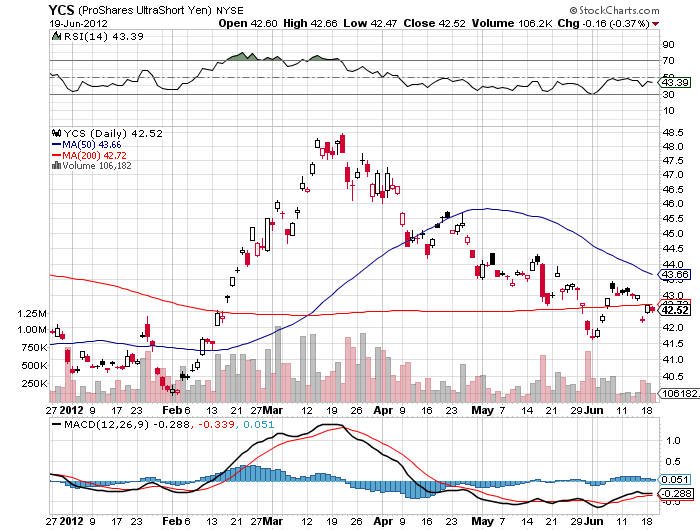 YCS (ProShares UltraShort Yen) NYSE © StockCharts.com
19-Jun-2012 Open 42.60 High 42.66 Low 42.47 Close 42.52 Volume 106.2K Chg -0.16 (-0.37%)
RSI(14) 43.39
90
70
50
43.39
30
10
YCS (Daily) 42.52
MA(50) 43.66
MA(200) 42.72
Volume 106,182
48.5
48.0
47.5
47.0
46.5
46.0
45.5
45.0
44.5
44.0
43.66
43.0
42.72
42.52
42.0
41.5
41.0
40.5
106182
1.25M
1.00M
750K
500K
250K
27 2012 9 17 23 Feb 6 13 21 27 Mar 12 19 26 Apr 9 16 23 May 7 14 21 29 Jun 11 18
MACD(12,26,9) -0.288, -0.339, 0.051
1.0
0.5
0.051
-0.288
27 2012 9 17 23 Feb 6 13 21 27 Mar 12 19 26 Apr 9 16 23 May 7 14 21 29 Jun 11 18